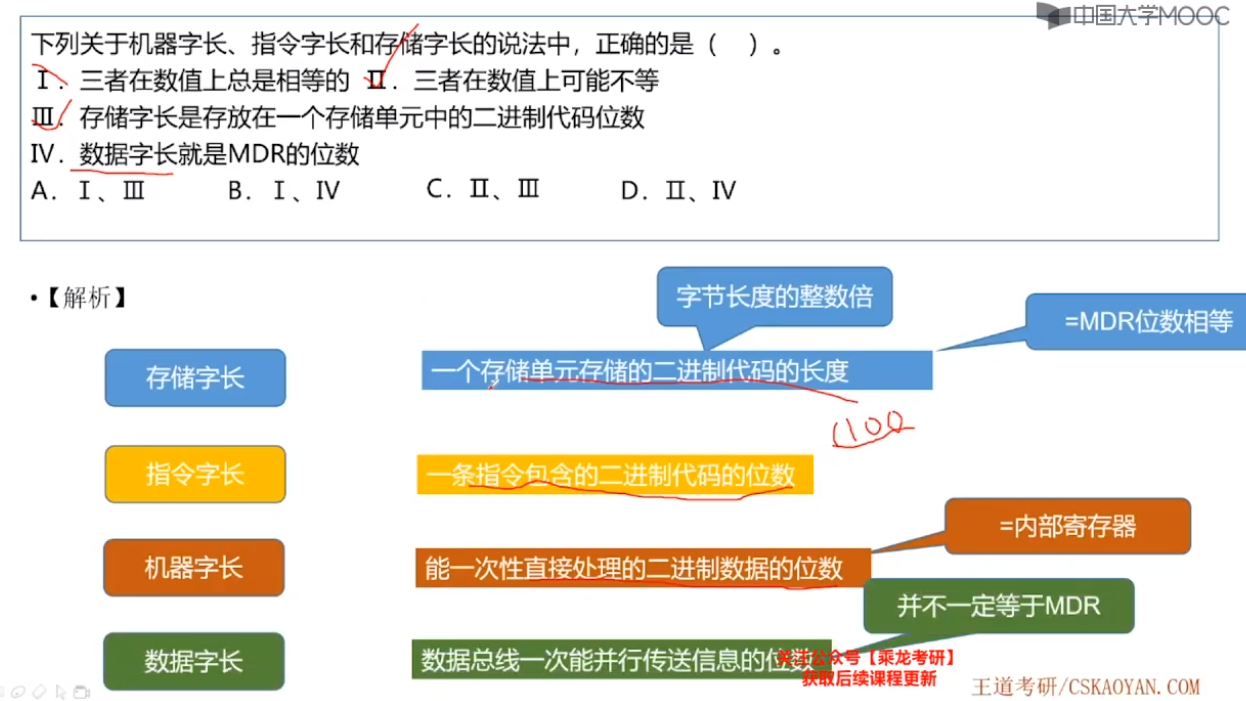 中国大学MOOC
下列关于机器字长、指令字长和存储字长的说法中，正确的是（　）。
Ⅰ．三者在数值上总是相等的 Ⅱ．三者在数值上可能不等
Ⅲ．存储字长是存放在一个存储单元中的二进制代码位数
Ⅳ．数据字长就是MDR的位数
A．Ⅰ、Ⅲ B．Ⅰ、Ⅳ C．Ⅱ、Ⅲ D．Ⅱ、Ⅳ
•【解析】
字节长度的整数倍
=MDR位数相等
存储字长 一个存储单元存储的二进制代码的长度
1100
指令字长 一条指令包含的二进制代码的位数
=内部寄存器
机器字长 能一次性直接处理的二进制数据的位数
并不一定等于MDR
数据字长 数据总线一次能并行传送信息的位数
关注公众号【乘龙考研】
获取后续课程更新
王道考研/CSKAOYAN.COM